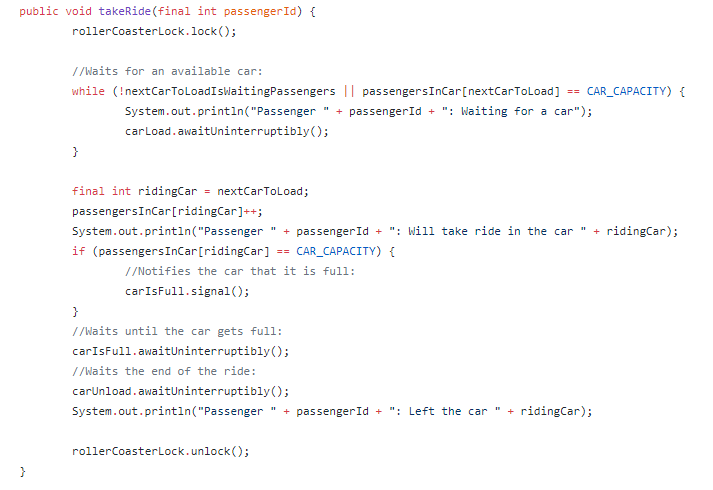 public void takeRide(final int passengerId) {
rollerCoasterLock.lock();
//Waits for an available car:
while (!nextCarToLoadIsWaitingPassengers || passengersInCar[nextCarToLoad] == CAR_CAPACITY) {
System.out.println("Passenger " + passengerId + ": Waiting for a car");
carLoad.awaitUninterruptibly();
}
final int ridingCar = nextCarToLoad;
passengersInCar[ridingCar]++;
System.out.println("Passenger " + passengerId + ": Will take ride in the car " + ridingCar);
if (passengersInCar[ridingCar] == CAR_CAPACITY) {
//Notifies the car that it is full:
carIsFull.signal();
}
//Waits until the car gets full:
carIsFull.awaitUninterruptibly();
//Waits the end of the ride:
carUnload.awaitUninterruptibly();
System.out.println("Passenger " + passengerId + ": Left the car " + ridingCar);
rollerCoasterLock.unlock();
}